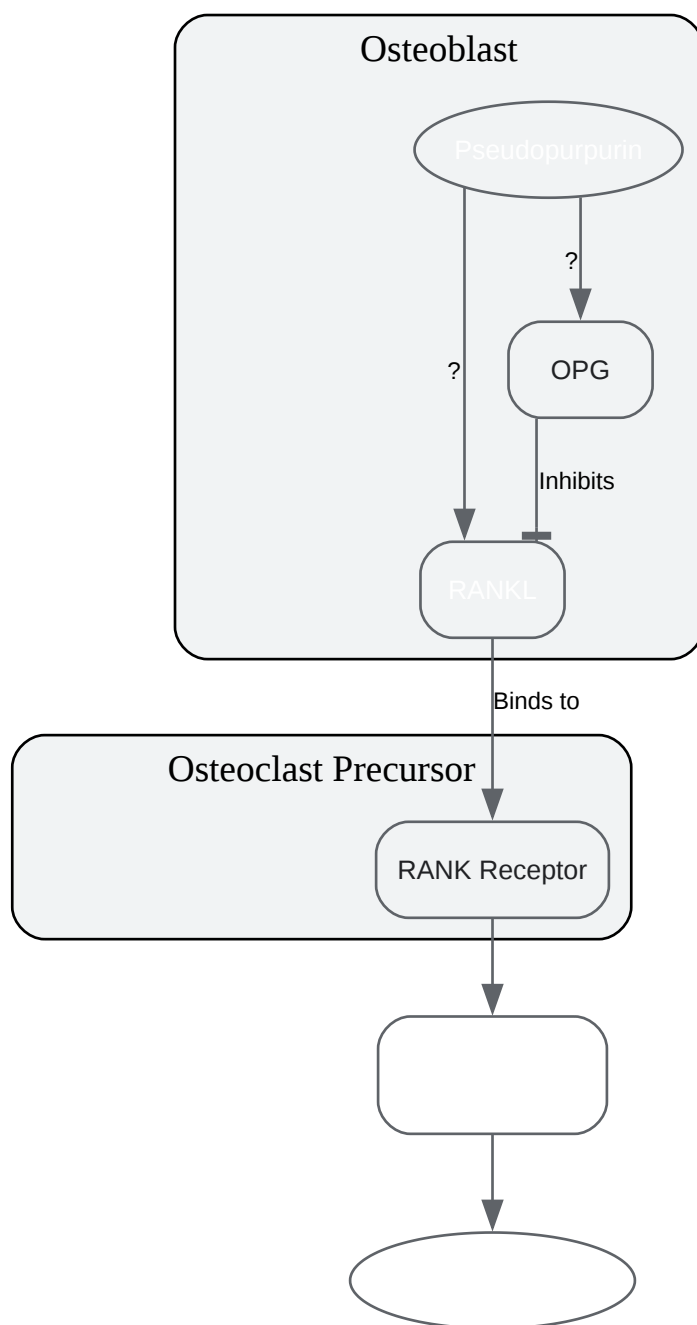 Osteoblast
Pseudopurpurin
?
OPG
?
Inhibits
RANKL
Binds to
Osteoclast Precursor
RANK Receptor